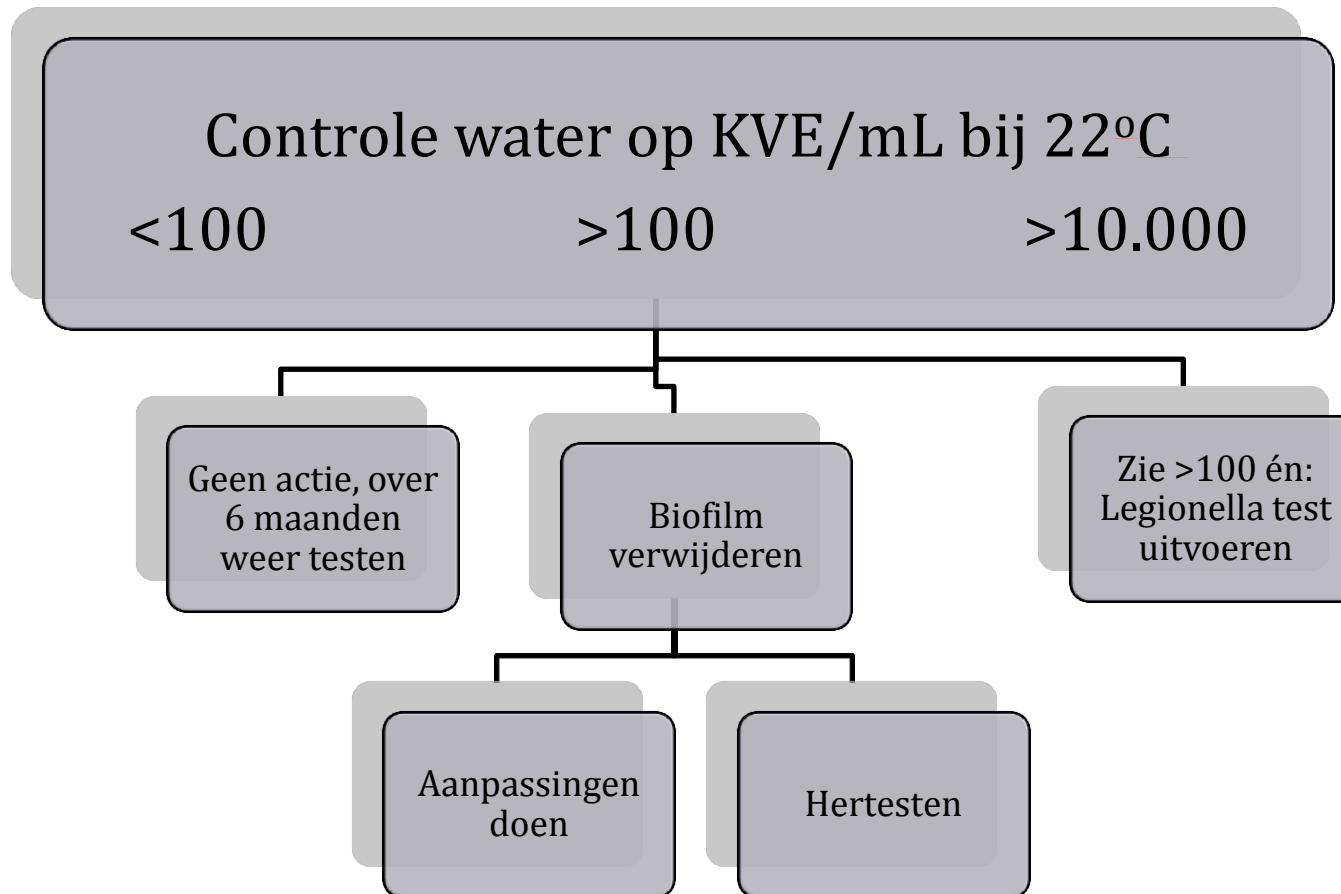 Controle water op KVE/mL bij 22ºC
<100 >100 >10.000
Geen actie, over
6 maanden
weer testen
Biofilm
verwijderen
Zie >100 én:
Legionella test
uitvoeren
Aanpassingen
doen
Hertesten